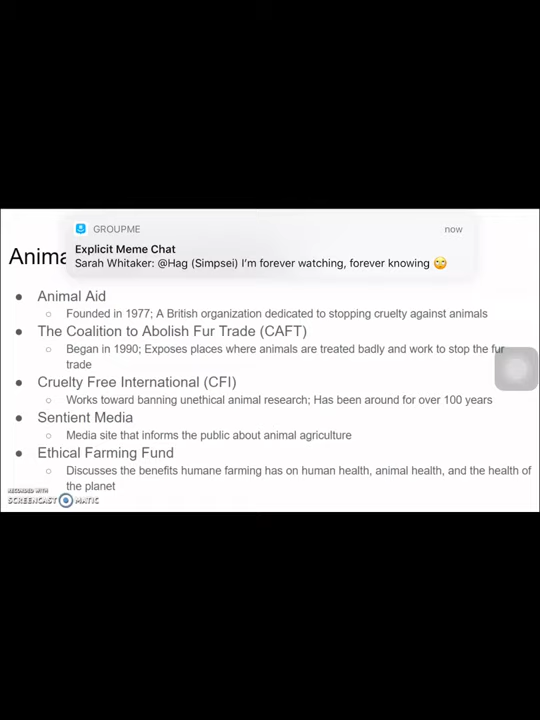 GROUPME
now
Explicit Meme Chat
Sarah Whitaker: @Hag (Simpsei) I'm forever watching, forever knowing 🙄
Anima
● Animal Aid
○ Founded in 1977; A British organization dedicated to stopping cruelty against animals
● The Coalition to Abolish Fur Trade (CAFT)
○ Began in 1990; Exposes places where animals are treated badly and work to stop the fur
trade
● Cruelty Free International (CFI)
○ Works toward banning unethical animal research; Has been around for over 100 years
● Sentient Media
○ Media site that informs the public about animal agriculture
● Ethical Farming Fund
○ Discusses the benefits humane farming has on human health, animal health, and the health of
the planet
RECORDED WITH
SCREENCAST MATIC